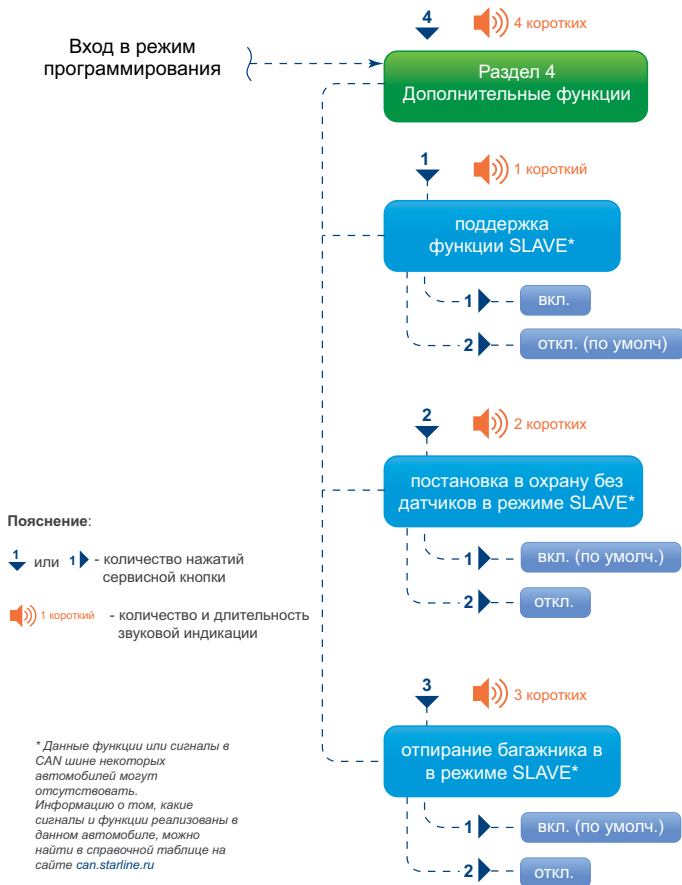 4
4 коротких
Вход в режим
программирования
Раздел 4
Дополнительные функции
1
1 короткий
поддержка
функции SLAVE*
1
вкл.
2
откл. (по умолч)
2
2 коротких
постановка в охрану без
датчиков в режиме SLAVE*
1
вкл. (по умолч.)
2
откл.
Пояснение:
1 или 1 - количество нажатий
сервисной кнопки
1 короткий - количество и длительность
звуковой индикации
3
3 коротких
отпирание багажника в
в режиме SLAVE*
1
вкл. (по умолч.)
2
откл.
* Данные функции или сигналы в
CAN шине некоторых
автомобилей могут
отсутствовать.
Информацию о том, какие
сигналы и функции реализованы в
данном автомобиле, можно
найти в справочной таблице на
сайте can.starline.ru